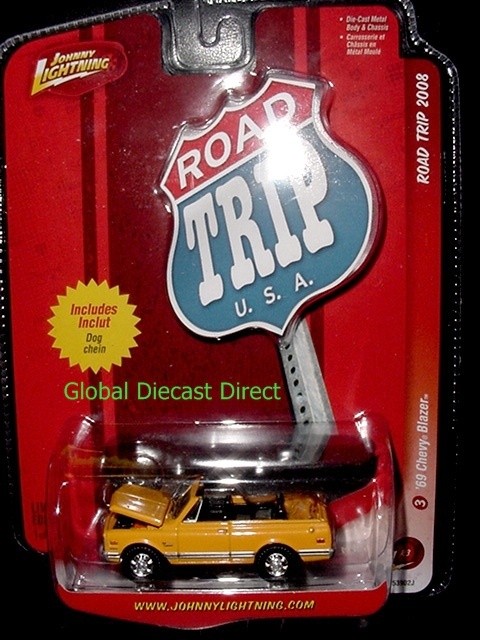 JOHNNY
LIGHTNING
• Die-Cast Metal
Body & Chassis
• Carrosserie et
Châssis en
Métal Moulé
ROAD TRIP 2008
ROAD
TRIP
U. S. A.
Includes
Inclut
Dog
chein
Global Diecast Direct
3 '69 Chevy® Blazer™
WWW.JOHNNYLIGHTNING.COM